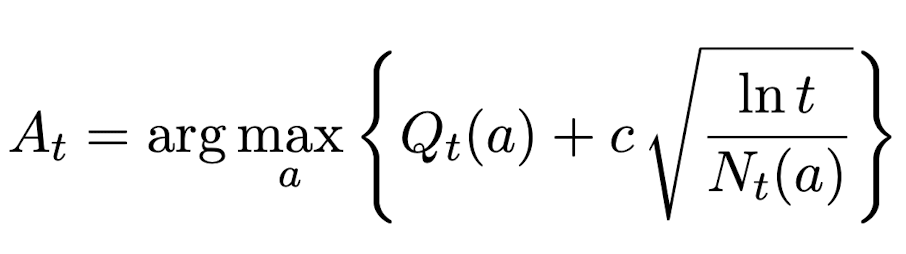 A_t = \arg\max_a \left\{ Q_t(a) + c \sqrt{\frac{\ln t}{N_t(a)}} \right\}